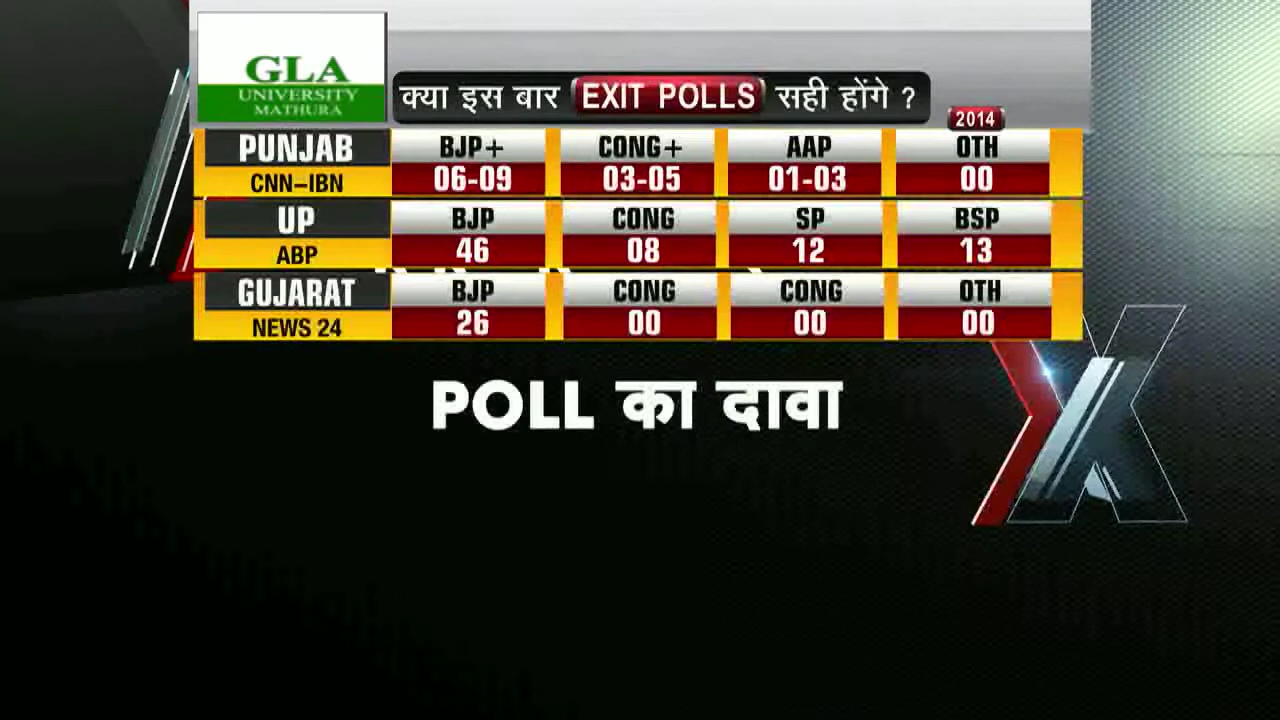 GLA
UNIVERSITY
MATHURA
क्या इस बार EXIT POLLS सही होंगे ?
2014
PUNJAB BJP+ CONG+ AAP OTH
CNN-IBN 06-09 03-05 01-03 00
UP BJP CONG SP BSP
ABP 46 08 12 13
GUJARAT BJP CONG CONG OTH
NEWS 24 26 00 00 00
POLL का दावा